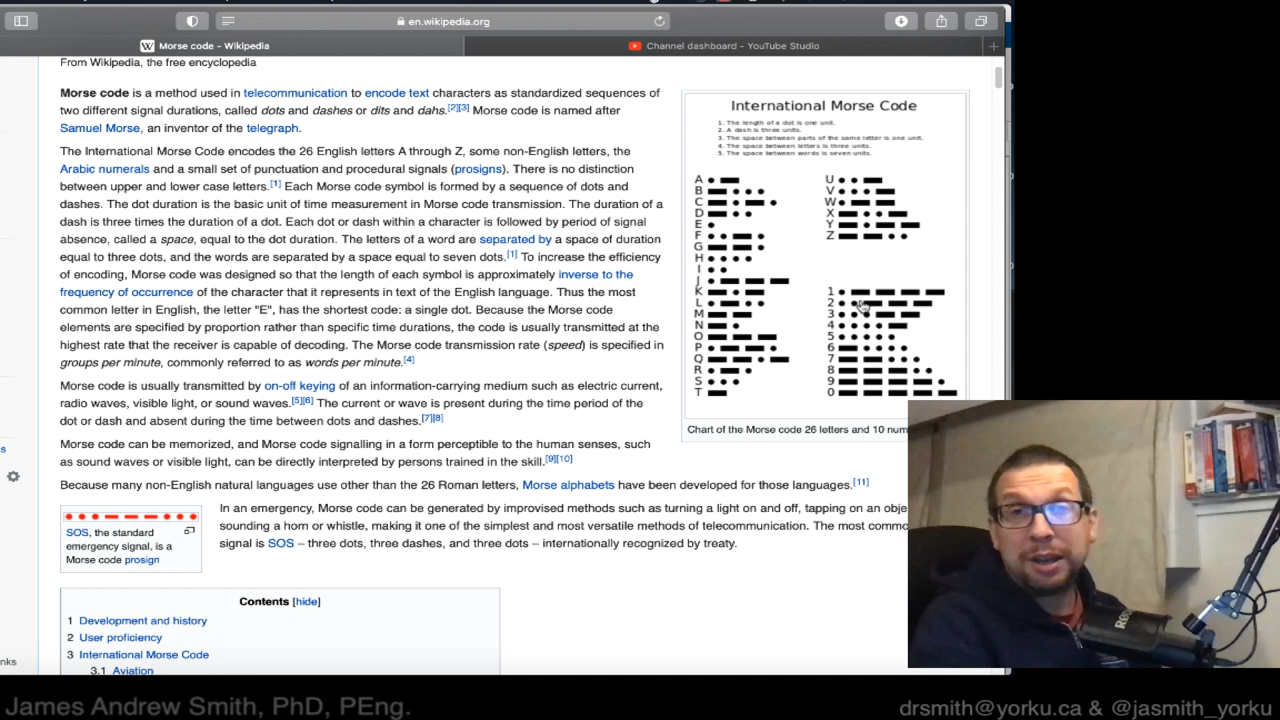 en.wikipedia.org
Morse code - Wikipedia
Channel dashboard - YouTube Studio
From Wikipedia, the free encyclopedia
Morse code is a method used in telecommunication to encode text characters as standardized sequences of
two different signal durations, called dots and dashes or dits and dahs.[2][3] Morse code is named after
Samuel Morse, an inventor of the telegraph.
The International Morse Code encodes the 26 English letters A through Z, some non-English letters, the
Arabic numerals and a small set of punctuation and procedural signals (prosigns). There is no distinction
between upper and lower case letters.[1] Each Morse code symbol is formed by a sequence of dots and
dashes. The dot duration is the basic unit of time measurement in Morse code transmission. The duration of a
dash is three times the duration of a dot. Each dot or dash within a character is followed by period of signal
absence, called a space, equal to the dot duration. The letters of a word are separated by a space of duration
equal to three dots, and the words are separated by a space equal to seven dots.[1] To increase the efficiency
of encoding, Morse code was designed so that the length of each symbol is approximately inverse to the
frequency of occurrence of the character that it represents in text of the English language. Thus the most
common letter in English, the letter "E", has the shortest code: a single dot. Because the Morse code
elements are specified by proportion rather than specific time durations, the code is usually transmitted at the
highest rate that the receiver is capable of decoding. The Morse code transmission rate (speed) is specified in
groups per minute, commonly referred to as words per minute.[4]
Morse code is usually transmitted by on-off keying of an information-carrying medium such as electric current,
radio waves, visible light, or sound waves.[5][6] The current or wave is present during the time period of the
dot or dash and absent during the time between dots and dashes.[7][8]
Morse code can be memorized, and Morse code signalling in a form perceptible to the human senses, such
as sound waves or visible light, can be directly interpreted by persons trained in the skill.[9][10]
Because many non-English natural languages use other than the 26 Roman letters, Morse alphabets have been developed for those languages.[11]
In an emergency, Morse code can be generated by improvised methods such as turning a light on and off, tapping on an obje
sounding a horn or whistle, making it one of the simplest and most versatile methods of telecommunication. The most commo
signal is SOS – three dots, three dashes, and three dots – internationally recognized by treaty.
SOS, the standard
emergency signal, is a
Morse code prosign
Contents [hide]
1 Development and history
2 User proficiency
3 International Morse Code
3.1 Aviation
International Morse Code
1. The length of a dot is one unit.
2. A dash is three units.
3. The space between parts of the same letter is one unit.
4. The space between letters is three units.
5. The space between words is seven units.
A
B
C
D
E
F
G
H
I
J
K
L
M
N
O
P
Q
R
S
T
U
V
W
X
Y
Z
1
2
3
4
5
6
7
8
9
0
Chart of the Morse code 26 letters and 10 num
RØDE
James Andrew Smith, PhD, PEng.
drsmith@yorku.ca & @jasmith_yorku